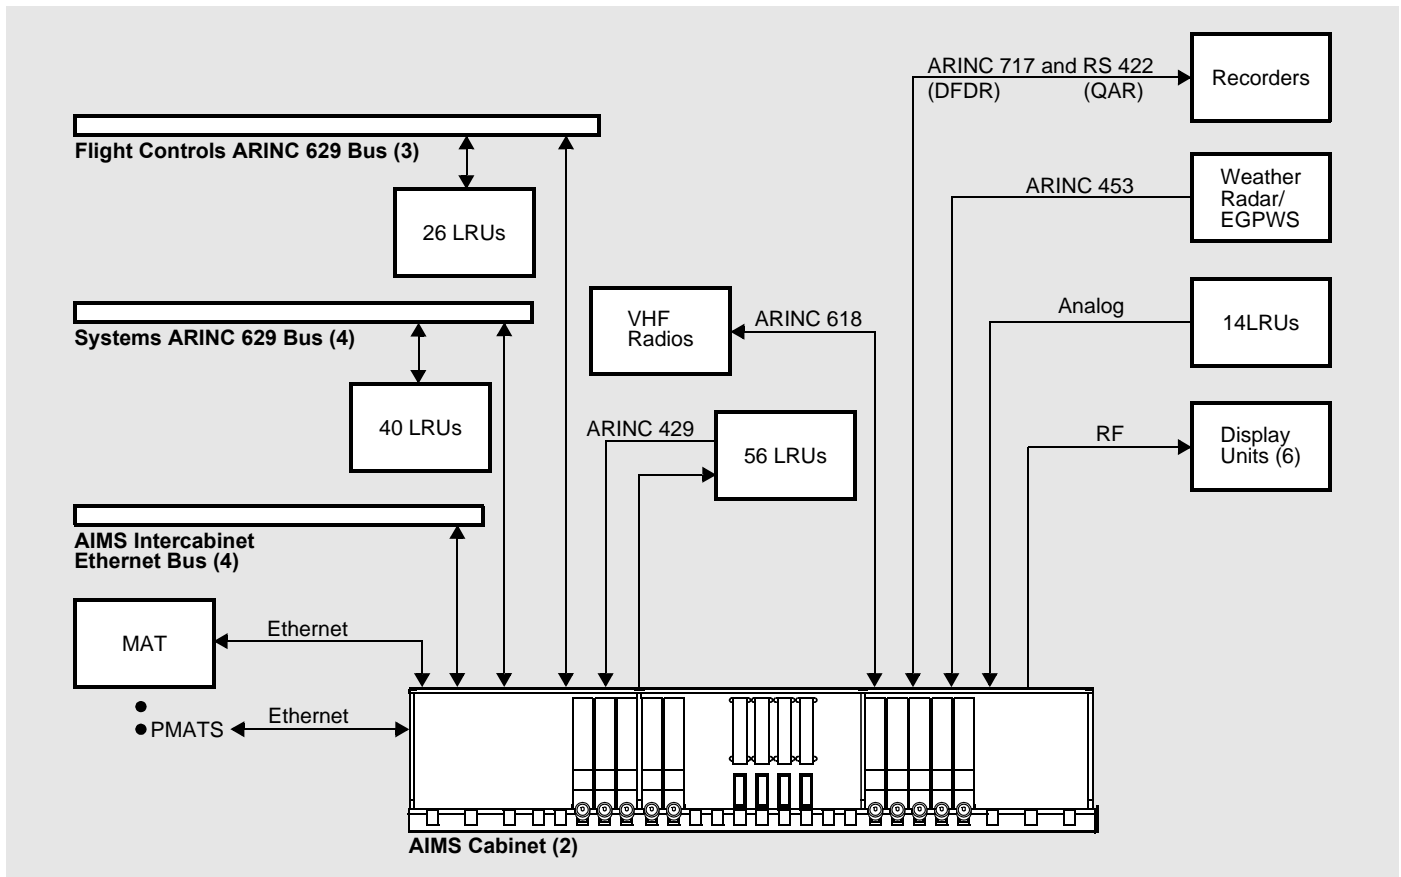 ARINC 717 and RS 422
(DFDR) (QAR)
Recorders
Flight Controls ARINC 629 Bus (3)
26 LRUs
ARINC 453
Weather
Radar/
EGPWS
Systems ARINC 629 Bus (4)
40 LRUs
VHF
Radios
ARINC 618
Analog
14LRUs
ARINC 429
56 LRUs
RF
Display
Units (6)
AIMS Intercabinet
Ethernet Bus (4)
MAT
Ethernet
PMATS
Ethernet
AIMS Cabinet (2)